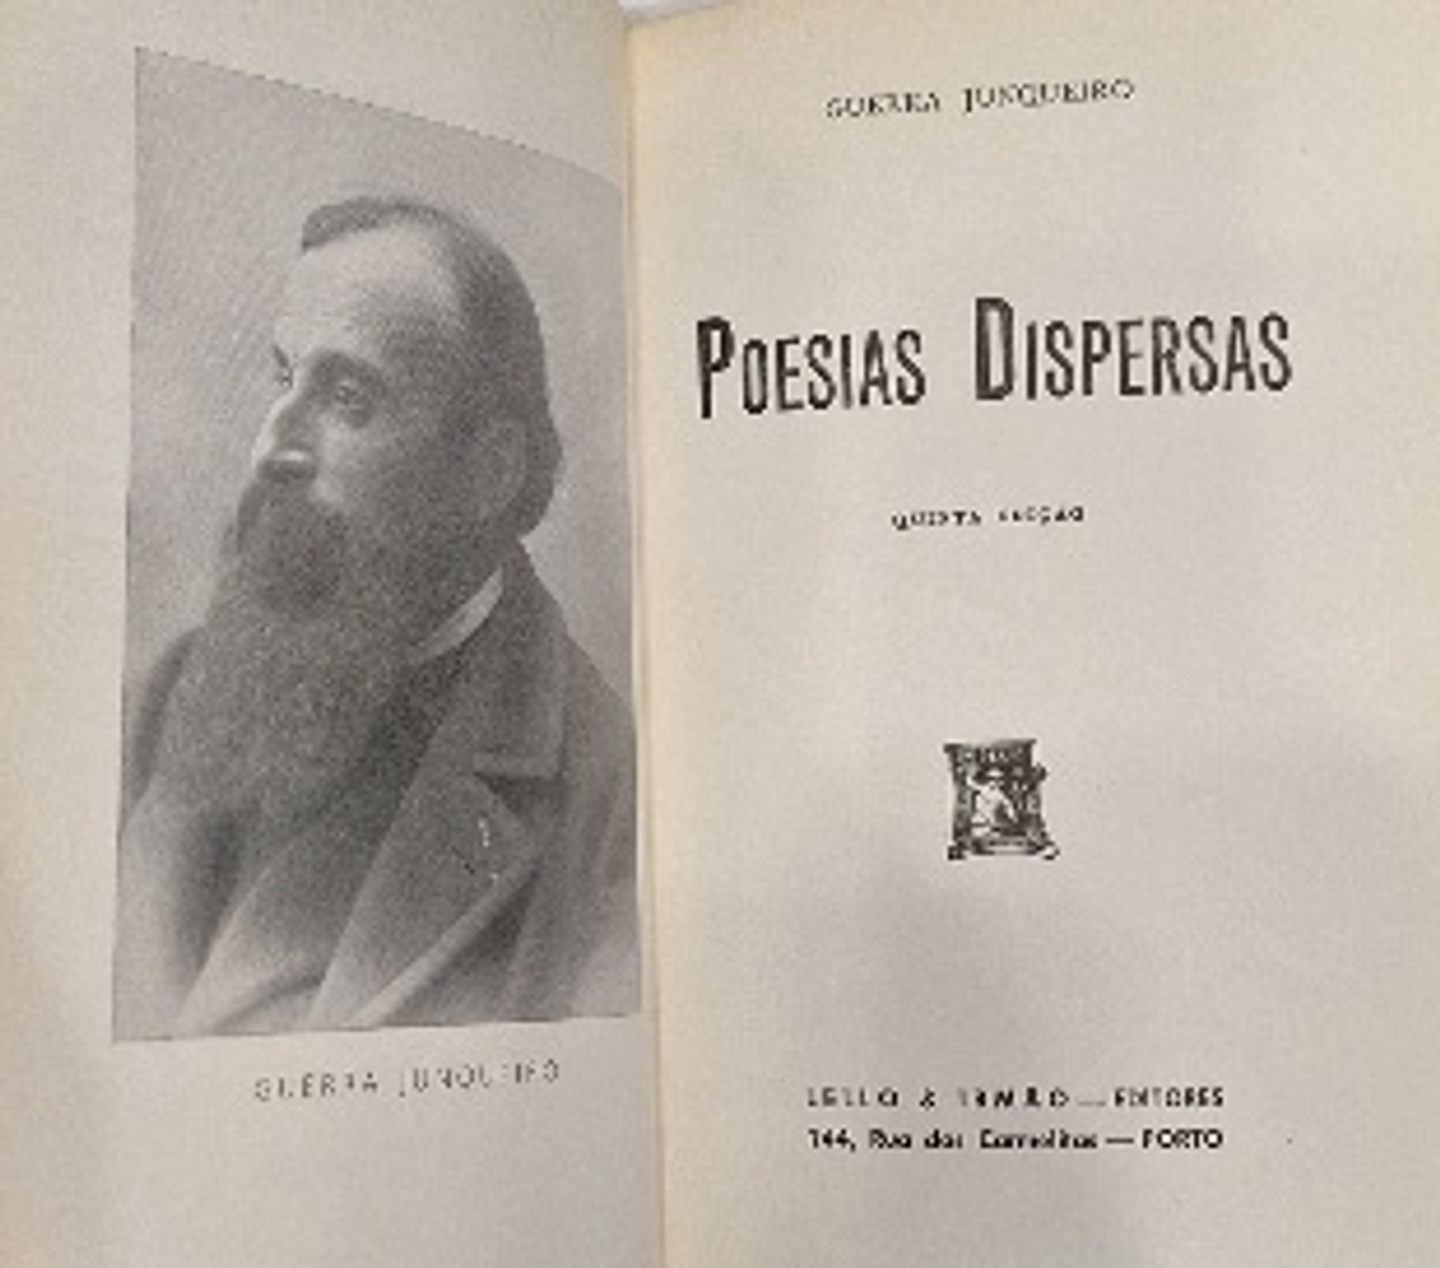 GUERRA JUNQUEIRO
GUERRA JUNQUEIRO
POESIAS DISPERSAS
QUINTA EDIÇÃO
LELLO & IRMÃO — EDITORES
144, Rua das Carmelitas — PORTO